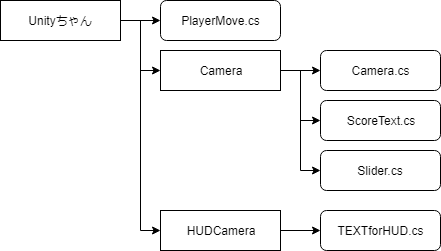 Unityちゃん
PlayerMove.cs
Camera
Camera.cs
ScoreText.cs
Slider.cs
HUDCamera
TEXTforHUD.cs